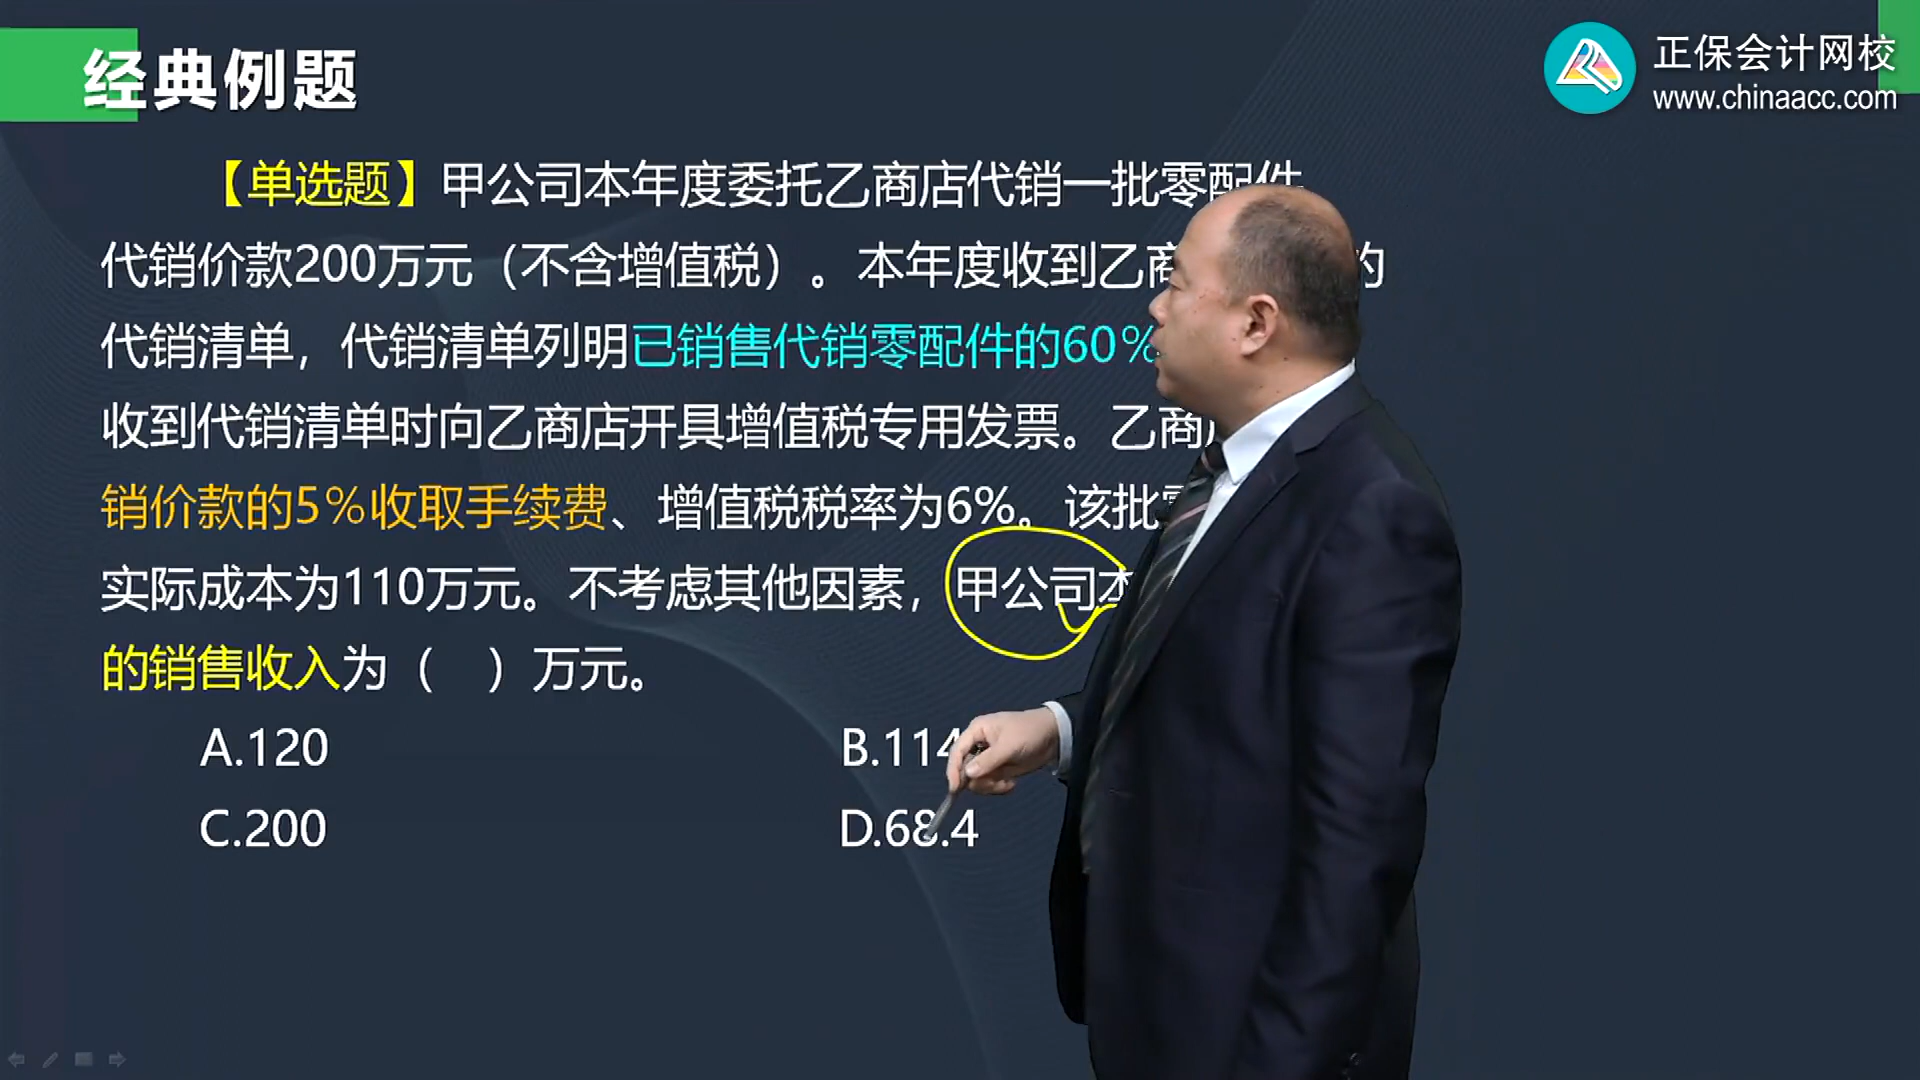 经典例题
正保会计网校
www.chinaacc.com
【单选题】甲公司本年度委托乙商店代销一批零配件
代销价款200万元（不含增值税）。本年度收到乙商 的
代销清单，代销清单列明已销售代销零配件的60%
收到代销清单时向乙商店开具增值税专用发票。乙商
销价款的5%收取手续费、增值税税率为6%。该批
实际成本为110万元。不考虑其他因素，甲公司本
的销售收入为（ ）万元。
A.120
B.114
C.200
D.68.4